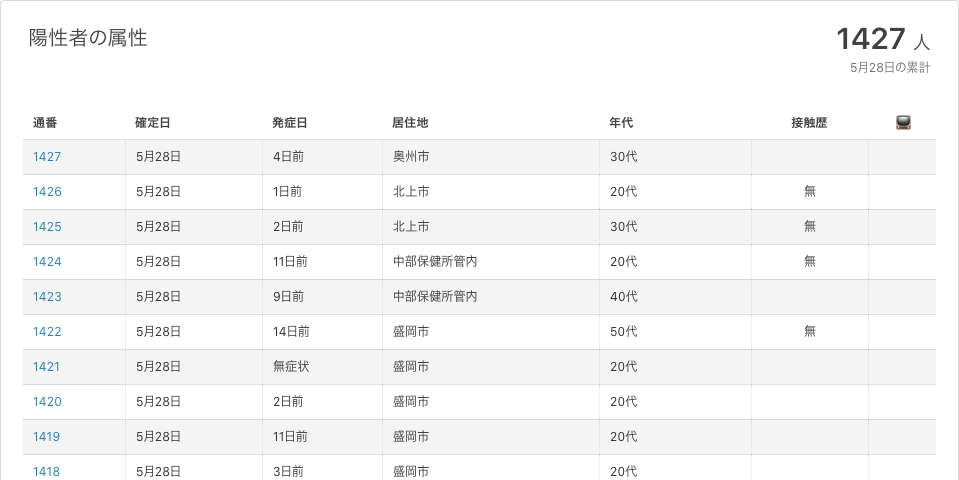 陽性者の属性
1427 人
5月28日の累計
通番 確定日 発症日 居住地 年代 接触歴
1427 5月28日 4日前 奥州市 30代
1426 5月28日 1日前 北上市 20代 無
1425 5月28日 2日前 北上市 30代 無
1424 5月28日 11日前 中部保健所管内 20代 無
1423 5月28日 9日前 中部保健所管内 40代
1422 5月28日 14日前 盛岡市 50代 無
1421 5月28日 無症状 盛岡市 20代
1420 5月28日 2日前 盛岡市 20代
1419 5月28日 11日前 盛岡市 20代
1418 5月28日 3日前 盛岡市 20代